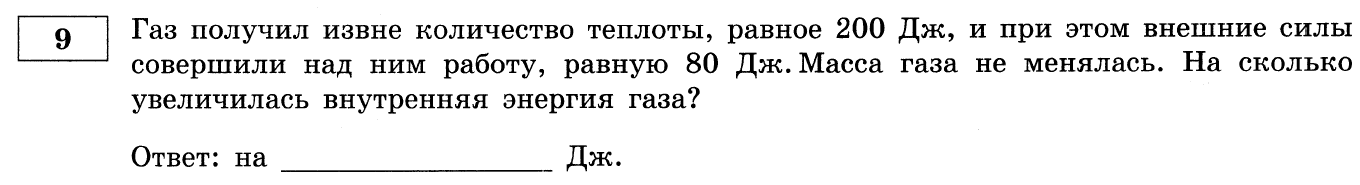 9
Газ получил извне количество теплоты, равное 200 Дж, и при этом внешние силы
совершили над ним работу, равную 80 Дж. Масса газа не менялась. На сколько
увеличилась внутренняя энергия газа?
Ответ: на ____________________ Дж.